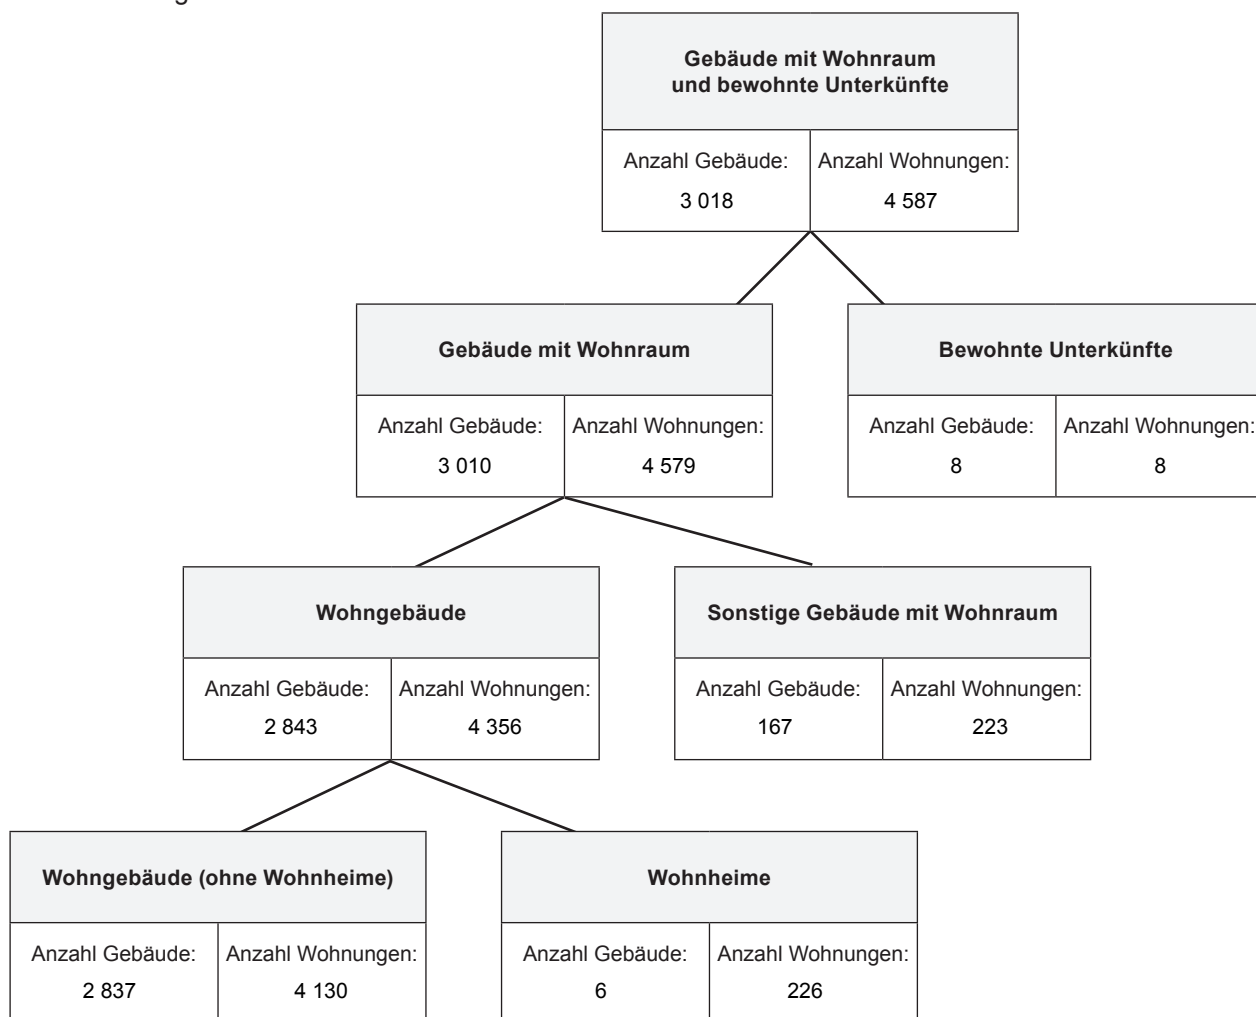 Gebäude mit Wohnraum
und bewohnte Unterkünfte
Anzahl Gebäude: Anzahl Wohnungen:
3 018 4 587
Gebäude mit Wohnraum Bewohnte Unterkünfte
Anzahl Gebäude: Anzahl Wohnungen: Anzahl Gebäude: Anzahl Wohnungen:
3 010 4 579 8 8
Wohngebäude Sonstige Gebäude mit Wohnraum
Anzahl Gebäude: Anzahl Wohnungen: Anzahl Gebäude: Anzahl Wohnungen:
2 843 4 356 167 223
Wohngebäude (ohne Wohnheime) Wohnheime
Anzahl Gebäude: Anzahl Wohnungen: Anzahl Gebäude: Anzahl Wohnungen:
2 837 4 130 6 226